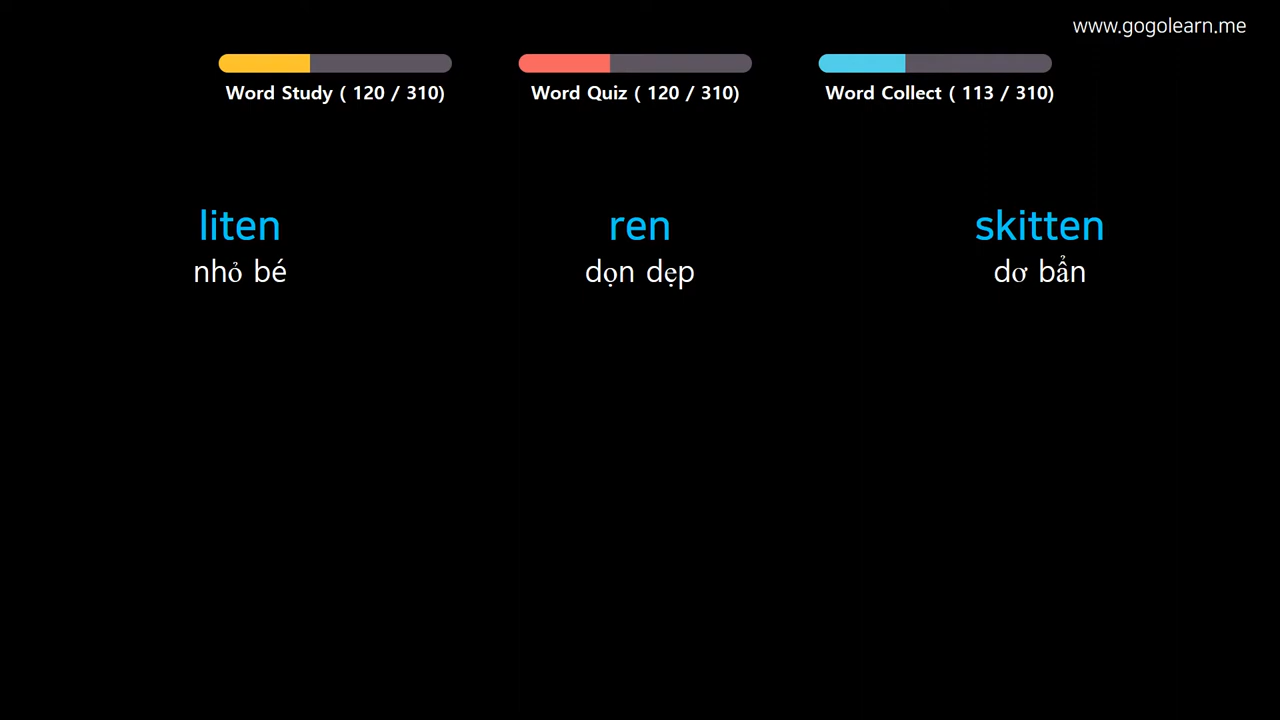 www.gogolearn.me
Word Study ( 120 / 310)
Word Quiz ( 120 / 310)
Word Collect ( 113 / 310)
liten
nhỏ bé
ren
dọn dẹp
skitten
dơ bẩn